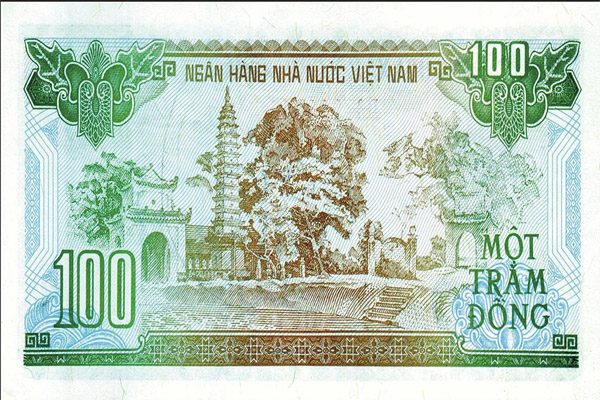 100
NGÂN HÀNG NHÀ NƯỚC VIỆT NAM
100
MỘT
TRĂM
ĐỒNG